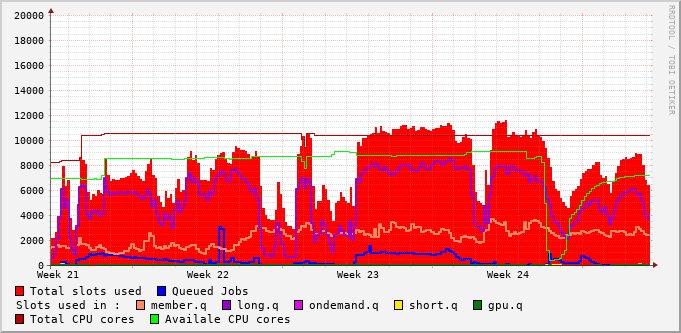 20000
18000
16000
14000
12000
10000
8000
6000
4000
2000
0
Week 21 Week 22 Week 23 Week 24
Total slots used Queued Jobs
Slots used in : member.q long.q ondemand.q short.q gpu.q
Total CPU cores Availale CPU cores
RRDTOOL / TOBI OETIKER